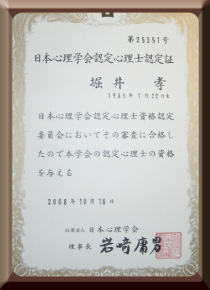 第25351号
日本心理学会認定心理士認定証
堀井 孝
1965年1月22日生
日本心理学会認定心理士資格認定
委員会においてその審査に合格し
たので本学会の認定心理士の資格
を与える
2008年10月18日
社団法人 日本心理学会
理事長 岩﨑庸男